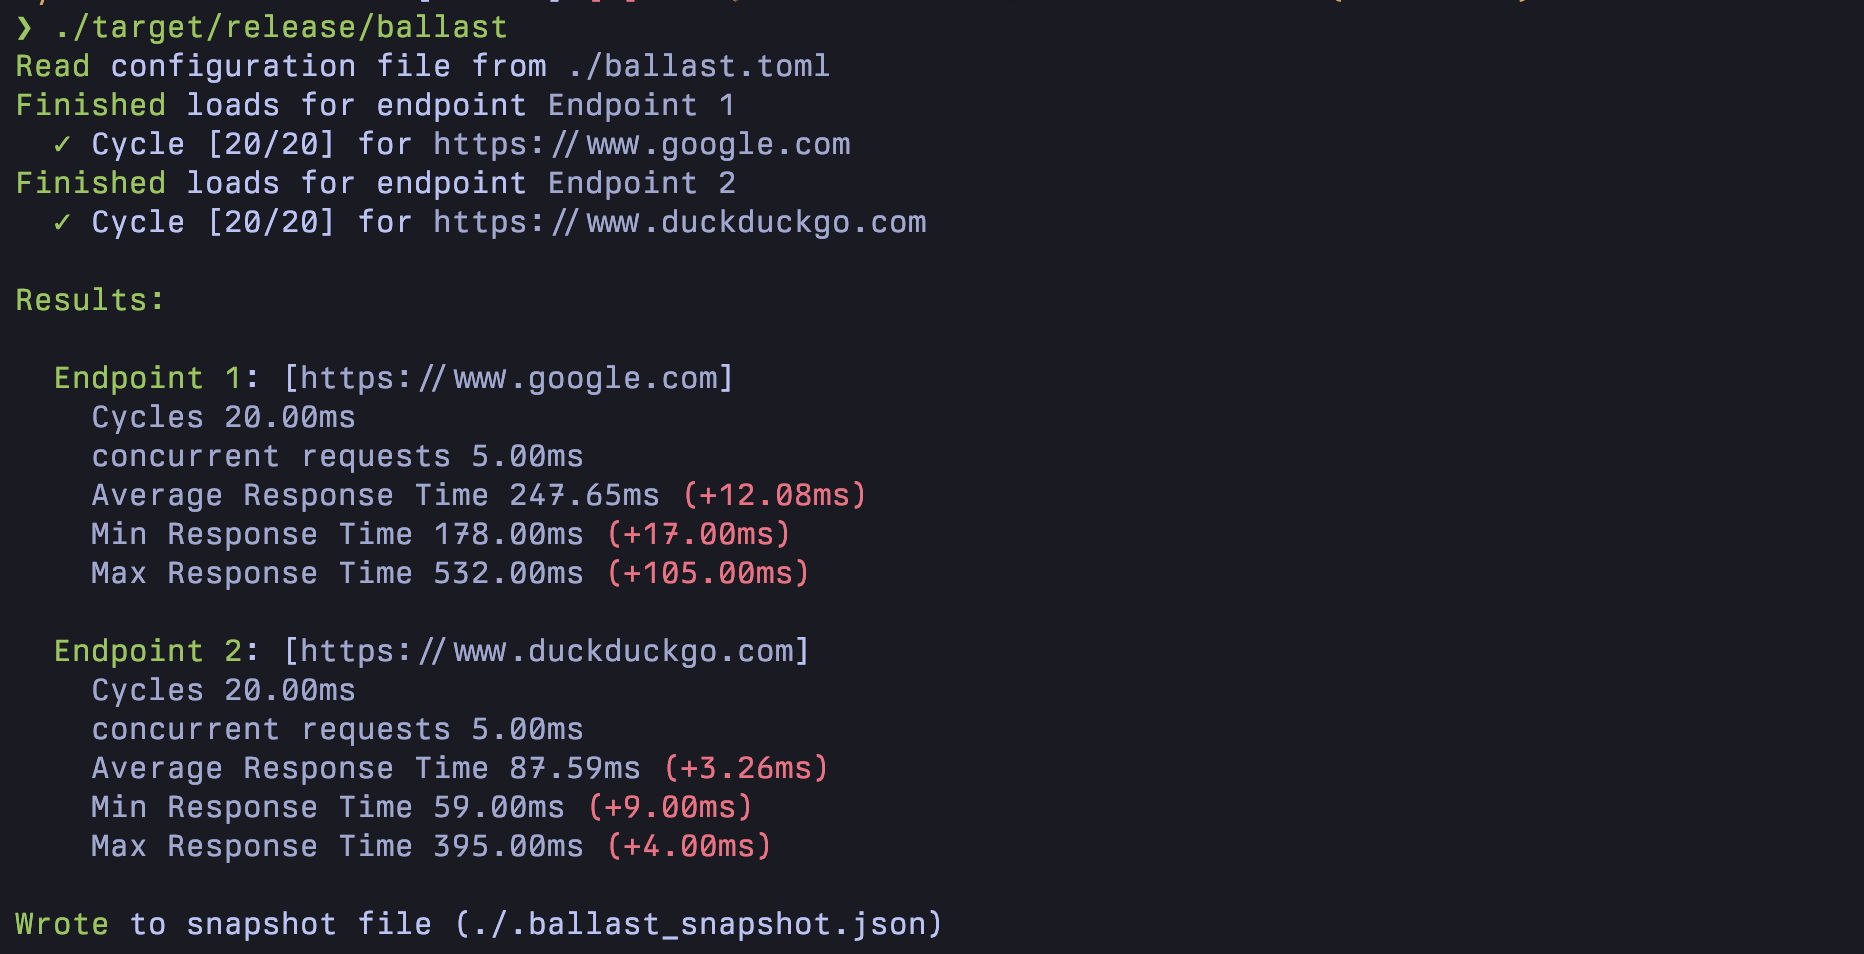 ❯ ./target/release/ballast
Read configuration file from ./ballast.toml
Finished loads for endpoint Endpoint 1
✓ Cycle [20/20] for https://www.google.com
Finished loads for endpoint Endpoint 2
✓ Cycle [20/20] for https://www.duckduckgo.com
Results:
Endpoint 1: [https://www.google.com]
Cycles 20.00ms
concurrent requests 5.00ms
Average Response Time 247.65ms (+12.08ms)
Min Response Time 178.00ms (+17.00ms)
Max Response Time 532.00ms (+105.00ms)
Endpoint 2: [https://www.duckduckgo.com]
Cycles 20.00ms
concurrent requests 5.00ms
Average Response Time 87.59ms (+3.26ms)
Min Response Time 59.00ms (+9.00ms)
Max Response Time 395.00ms (+4.00ms)
Wrote to snapshot file (./.ballast_snapshot.json)